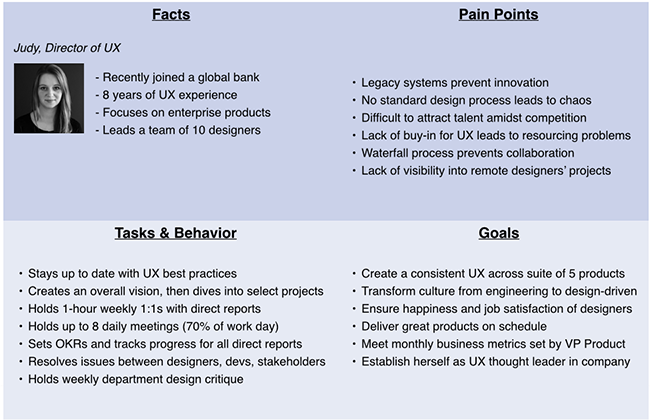 Facts
Judy, Director of UX
- Recently joined a global bank
- 8 years of UX experience
- Focuses on enterprise products
- Leads a team of 10 designers
Pain Points
• Legacy systems prevent innovation
• No standard design process leads to chaos
• Difficult to attract talent amidst competition
• Lack of buy-in for UX leads to resourcing problems
• Waterfall process prevents collaboration
• Lack of visibility into remote designers' projects
Tasks & Behavior
• Stays up to date with UX best practices
• Creates an overall vision, then dives into select projects
• Holds 1-hour weekly 1:1s with direct reports
• Holds up to 8 daily meetings (70% of work day)
• Sets OKRs and tracks progress for all direct reports
• Resolves issues between designers, devs, stakeholders
• Holds weekly department design critique
Goals
• Create a consistent UX across suite of 5 products
• Transform culture from engineering to design-driven
• Ensure happiness and job satisfaction of designers
• Deliver great products on schedule
• Meet monthly business metrics set by VP Product
• Establish herself as UX thought leader in company